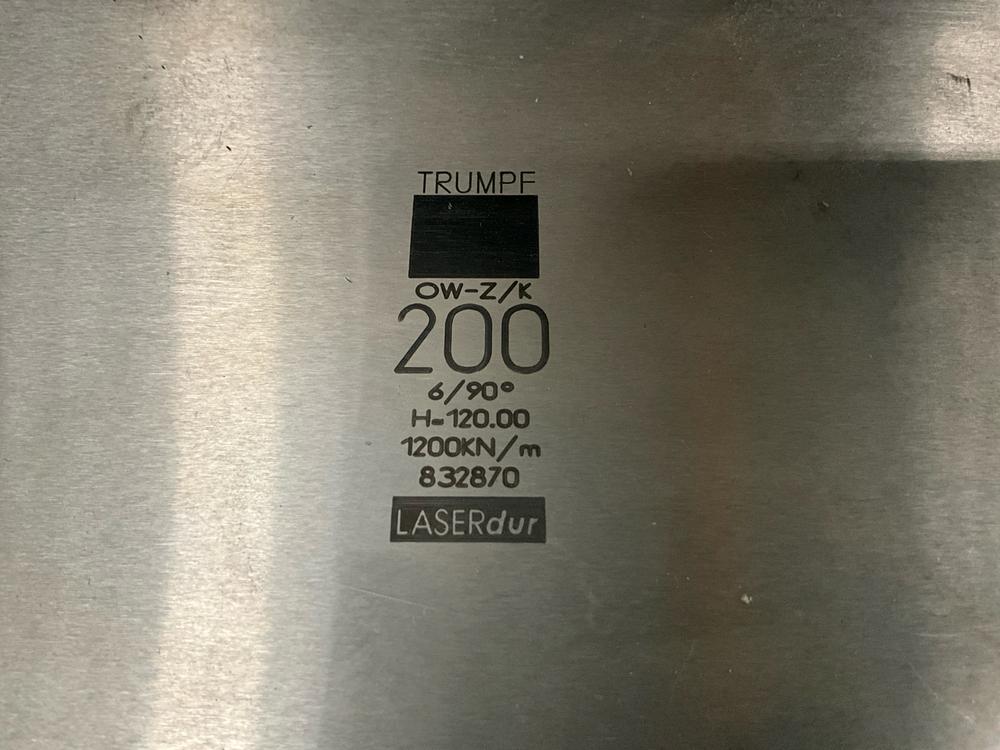 TRUMPF
OW-Z/K
200
6/90°
H=120.00
1200KN/m
832870
LASERdur